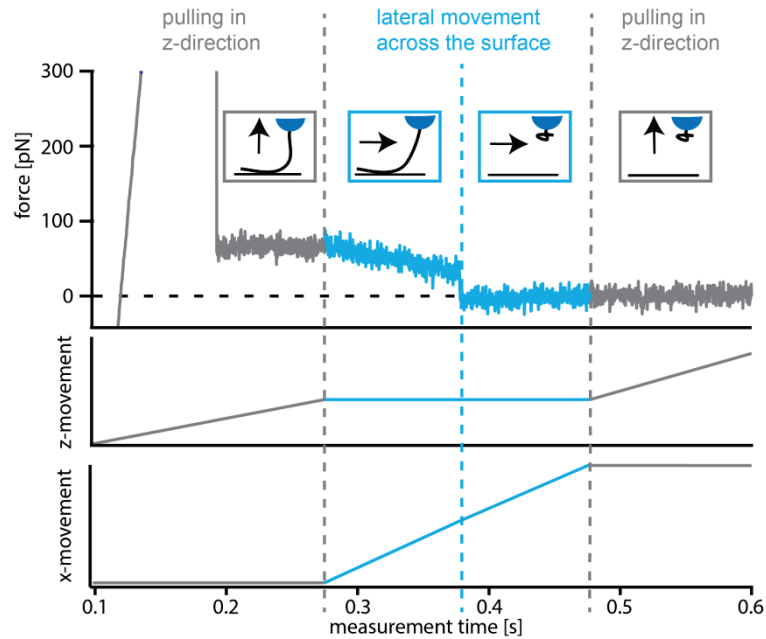 pulling in
z-direction
lateral movement
across the surface
pulling in
z-direction
force [pN]
300
200
100
0
z-movement
x-movement
0.1
0.2
0.3
0.4
0.5
0.6
measurement time [s]